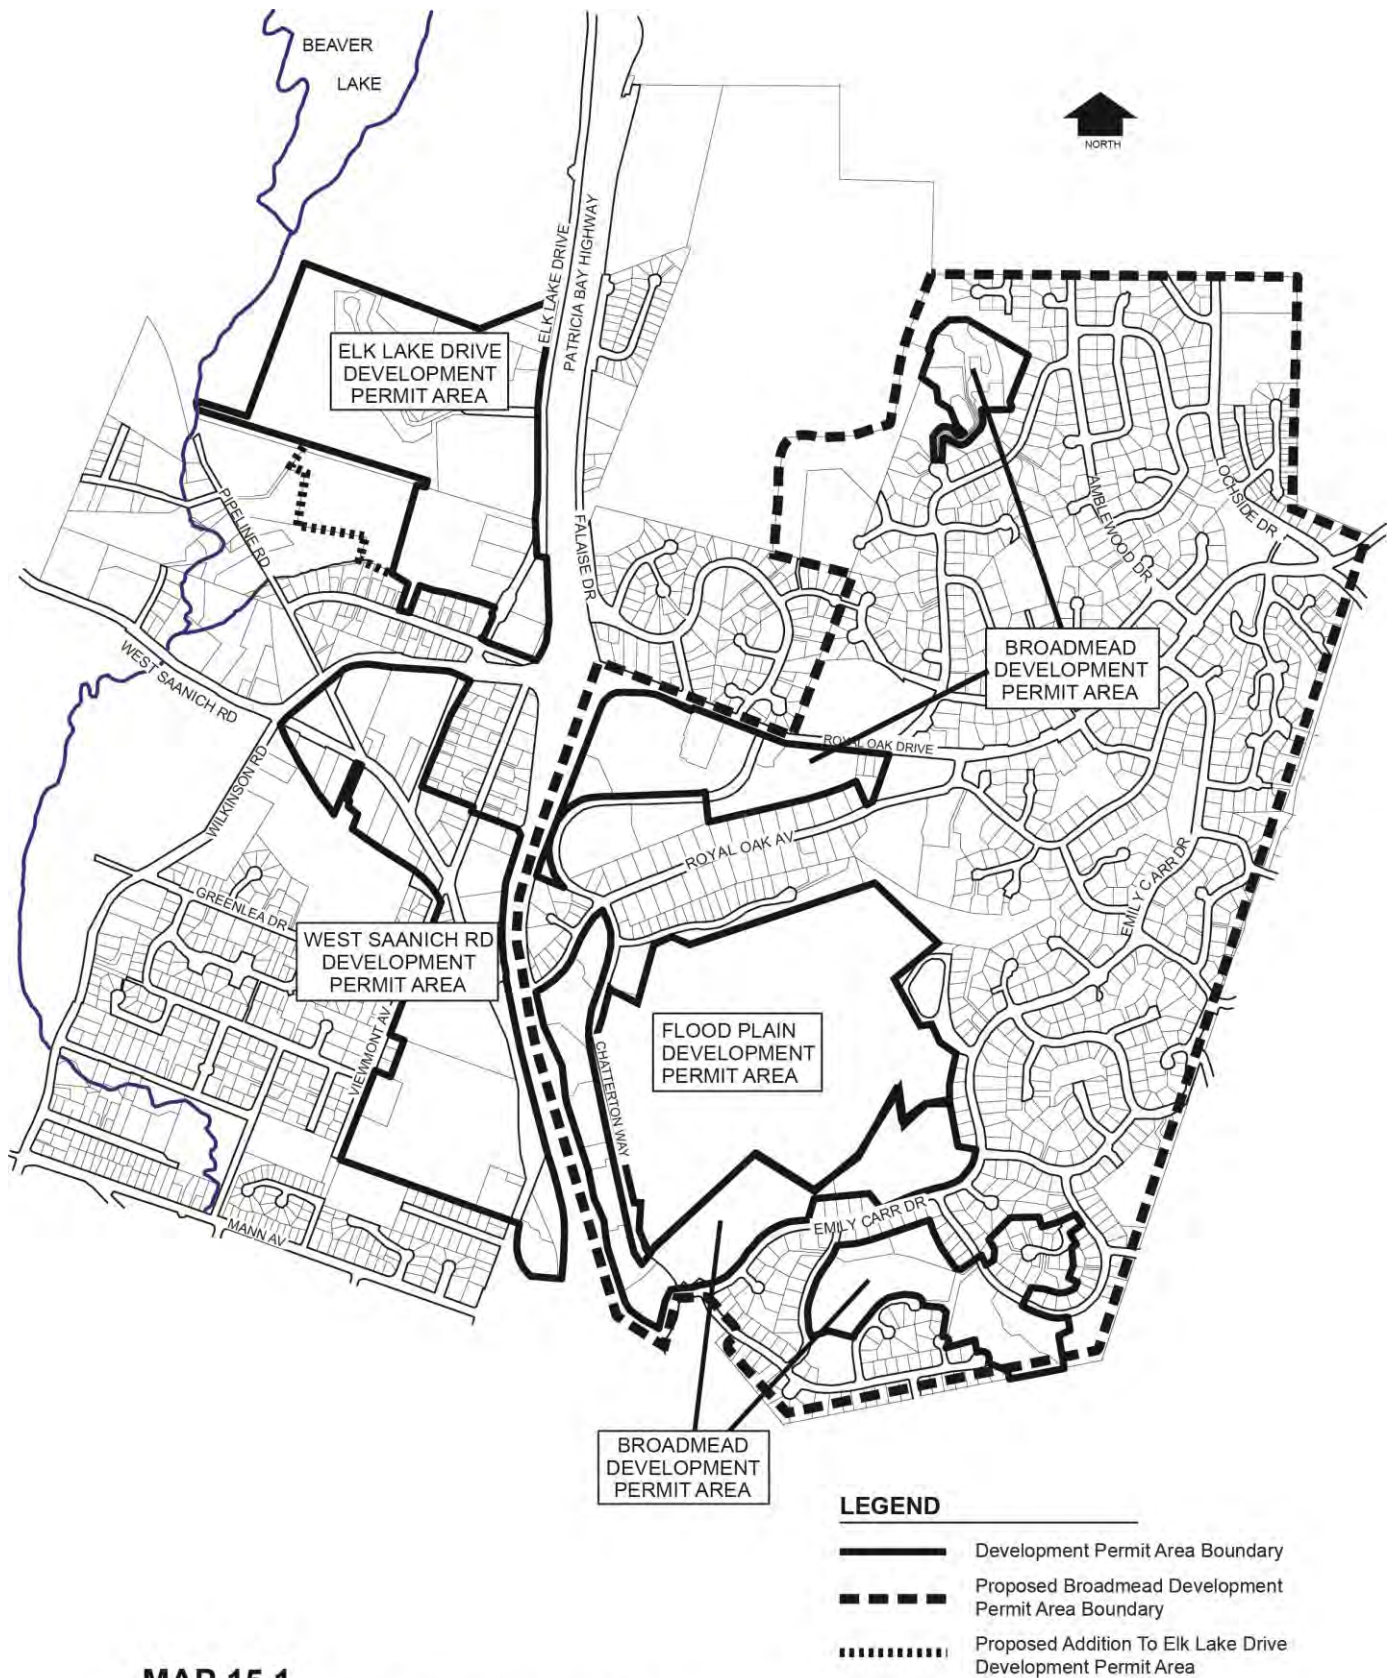 BEAVER
LAKE
NORTH
ELK LAKE DRIVE
PATRICIA BAY HIGHWAY
ELK LAKE DRIVE
DEVELOPMENT
PERMIT AREA
PIPELINE RD
FALAISE DR
AMBLEWOOD DR
LOCHSIDE DR
WEST SAANICH RD
BROADMEAD
DEVELOPMENT
PERMIT AREA
WILKINSON RD
ROYAL OAK DRIVE
ROYAL OAK AV
EMILY CARR DR
GREENLEA DR
WEST SAANICH RD
DEVELOPMENT
PERMIT AREA
VIEWMONT AV
FLOOD PLAIN
DEVELOPMENT
PERMIT AREA
CHATTERTON WAY
EMILY CARR DR
MANN AV
BROADMEAD
DEVELOPMENT
PERMIT AREA
LEGEND
Development Permit Area Boundary
Proposed Broadmead Development
Permit Area Boundary
Proposed Addition To Elk Lake Drive
Development Permit Area
MAP 15.1